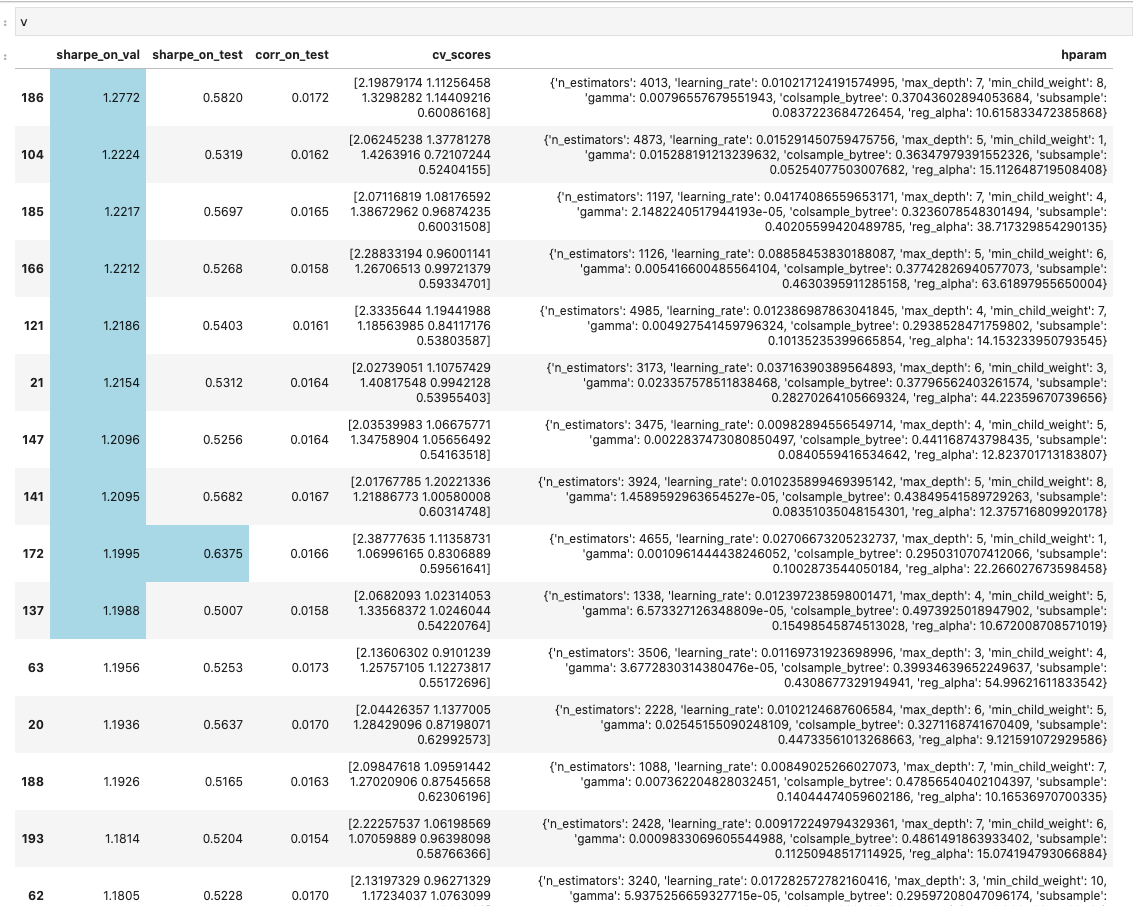 v
sharpe_on_val sharpe_on_test corr_on_test cv_scores hparam
186 1.2772 0.5820 0.0172 [2.19879174 1.11256458 1.3298282 1.14409216 0.60086168] {'n_estimators': 4013, 'learning_rate': 0.010217124191574995, 'max_depth': 7, 'min_child_weight': 8, 'gamma': 0.00796557679551943, 'colsample_bytree': 0.37043602894053684, 'subsample': 0.0837223684726454, 'reg_alpha': 10.615833472385868}
104 1.2224 0.5319 0.0162 [2.06245238 1.37781278 1.4263916 0.72107244 0.52404155] {'n_estimators': 4873, 'learning_rate': 0.015291450759475756, 'max_depth': 5, 'min_child_weight': 1, 'gamma': 0.015288191213239632, 'colsample_bytree': 0.36347979391552326, 'subsample': 0.05254077503007682, 'reg_alpha': 15.112648719508408}
185 1.2217 0.5697 0.0165 [2.07116819 1.08176592 1.38672962 0.96874235 0.60031508] {'n_estimators': 1197, 'learning_rate': 0.04174086559653171, 'max_depth': 7, 'min_child_weight': 4, 'gamma': 2.1482240517944193e-05, 'colsample_bytree': 0.3236078548301494, 'subsample': 0.40205599420489785, 'reg_alpha': 38.717329854290135}
166 1.2212 0.5268 0.0158 [2.28833194 0.96001141 1.26706513 0.99721379 0.59334701] {'n_estimators': 1126, 'learning_rate': 0.08858453830188087, 'max_depth': 5, 'min_child_weight': 6, 'gamma': 0.005416600485564104, 'colsample_bytree': 0.37742826940577073, 'subsample': 0.4630395911285158, 'reg_alpha': 63.61897955650004}
121 1.2186 0.5403 0.0161 [2.3335644 1.19441988 1.18563985 0.84117176 0.53803587] {'n_estimators': 4985, 'learning_rate': 0.012386987863041845, 'max_depth': 4, 'min_child_weight': 7, 'gamma': 0.004927541459796324, 'colsample_bytree': 0.2938528471759802, 'subsample': 0.10135235399665854, 'reg_alpha': 14.153233950793545}
21 1.2154 0.5312 0.0164 [2.02739051 1.10757429 1.40817548 0.9942128 0.53955403] {'n_estimators': 3173, 'learning_rate': 0.03716390389564893, 'max_depth': 6, 'min_child_weight': 3, 'gamma': 0.023357578511838468, 'colsample_bytree': 0.37796562403261574, 'subsample': 0.28270264105669324, 'reg_alpha': 44.22359670739656}
147 1.2096 0.5256 0.0164 [2.03539983 1.06675771 1.34758904 1.05656492 0.54163518] {'n_estimators': 3475, 'learning_rate': 0.00982894556549714, 'max_depth': 4, 'min_child_weight': 5, 'gamma': 0.0022837473080850497, 'colsample_bytree': 0.441168743798435, 'subsample': 0.0840559416534642, 'reg_alpha': 12.823701713183807}
141 1.2095 0.5682 0.0167 [2.01767785 1.20221336 1.21886773 1.00580008 0.60314748] {'n_estimators': 3924, 'learning_rate': 0.010235899469395142, 'max_depth': 5, 'min_child_weight': 8, 'gamma': 1.4589592963654527e-05, 'colsample_bytree': 0.43849541589729263, 'subsample': 0.08351035048154301, 'reg_alpha': 12.375716809920178}
172 1.1995 0.6375 0.0166 [2.38777635 1.11358731 1.06996165 0.8306889 0.59561641] {'n_estimators': 4655, 'learning_rate': 0.02706673205232737, 'max_depth': 5, 'min_child_weight': 1, 'gamma': 0.0010961444438246052, 'colsample_bytree': 0.2950310707412066, 'subsample': 0.1002873544050184, 'reg_alpha': 22.266027673598458}
137 1.1988 0.5007 0.0158 [2.0682093 1.02314053 1.33568372 1.0246044 0.54220764] {'n_estimators': 1338, 'learning_rate': 0.012397238598001471, 'max_depth': 4, 'min_child_weight': 5, 'gamma': 6.573327126348809e-05, 'colsample_bytree': 0.4973925018947902, 'subsample': 0.15498545874513028, 'reg_alpha': 10.672008708571019}
63 1.1956 0.5253 0.0173 [2.13606302 0.9101239 1.25757105 1.12273817 0.55172696] {'n_estimators': 3506, 'learning_rate': 0.01169731923698996, 'max_depth': 3, 'min_child_weight': 4, 'gamma': 3.6772830314380476e-05, 'colsample_bytree': 0.39934639652249637, 'subsample': 0.4308677329194941, 'reg_alpha': 54.99621611833542}
20 1.1936 0.5637 0.0170 [2.04426357 1.1377005 1.28429096 0.87198071 0.62992573] {'n_estimators': 2228, 'learning_rate': 0.0102124687606584, 'max_depth': 6, 'min_child_weight': 5, 'gamma': 0.02545155090248109, 'colsample_bytree': 0.3271168741670409, 'subsample': 0.44733561013268663, 'reg_alpha': 9.121591072929586}
188 1.1926 0.5165 0.0163 [2.09847618 1.09591442 1.27020906 0.87545658 0.62306196] {'n_estimators': 1088, 'learning_rate': 0.00849025266027073, 'max_depth': 7, 'min_child_weight': 7, 'gamma': 0.007362204828032451, 'colsample_bytree': 0.47856540402104397, 'subsample': 0.14044474059602186, 'reg_alpha': 10.16536970700335}
193 1.1814 0.5204 0.0154 [2.22257537 1.06198569 1.07059889 0.96398098 0.58766366] {'n_estimators': 2428, 'learning_rate': 0.009172249794329361, 'max_depth': 7, 'min_child_weight': 6, 'gamma': 0.0009833069605544988, 'colsample_bytree': 0.4861491863933402, 'subsample': 0.11250948517114925, 'reg_alpha': 15.074194793066884}
62 1.1805 0.5228 0.0170 [2.13197329 0.96271329 1.17234037 1.0763099 {'n_estimators': 3240, 'learning_rate': 0.017282572782160416, 'max_depth': 3, 'min_child_weight': 10, 'gamma': 5.9375256659327715e-05, 'colsample_bytree': 0.29597208047096174, 'subsample':